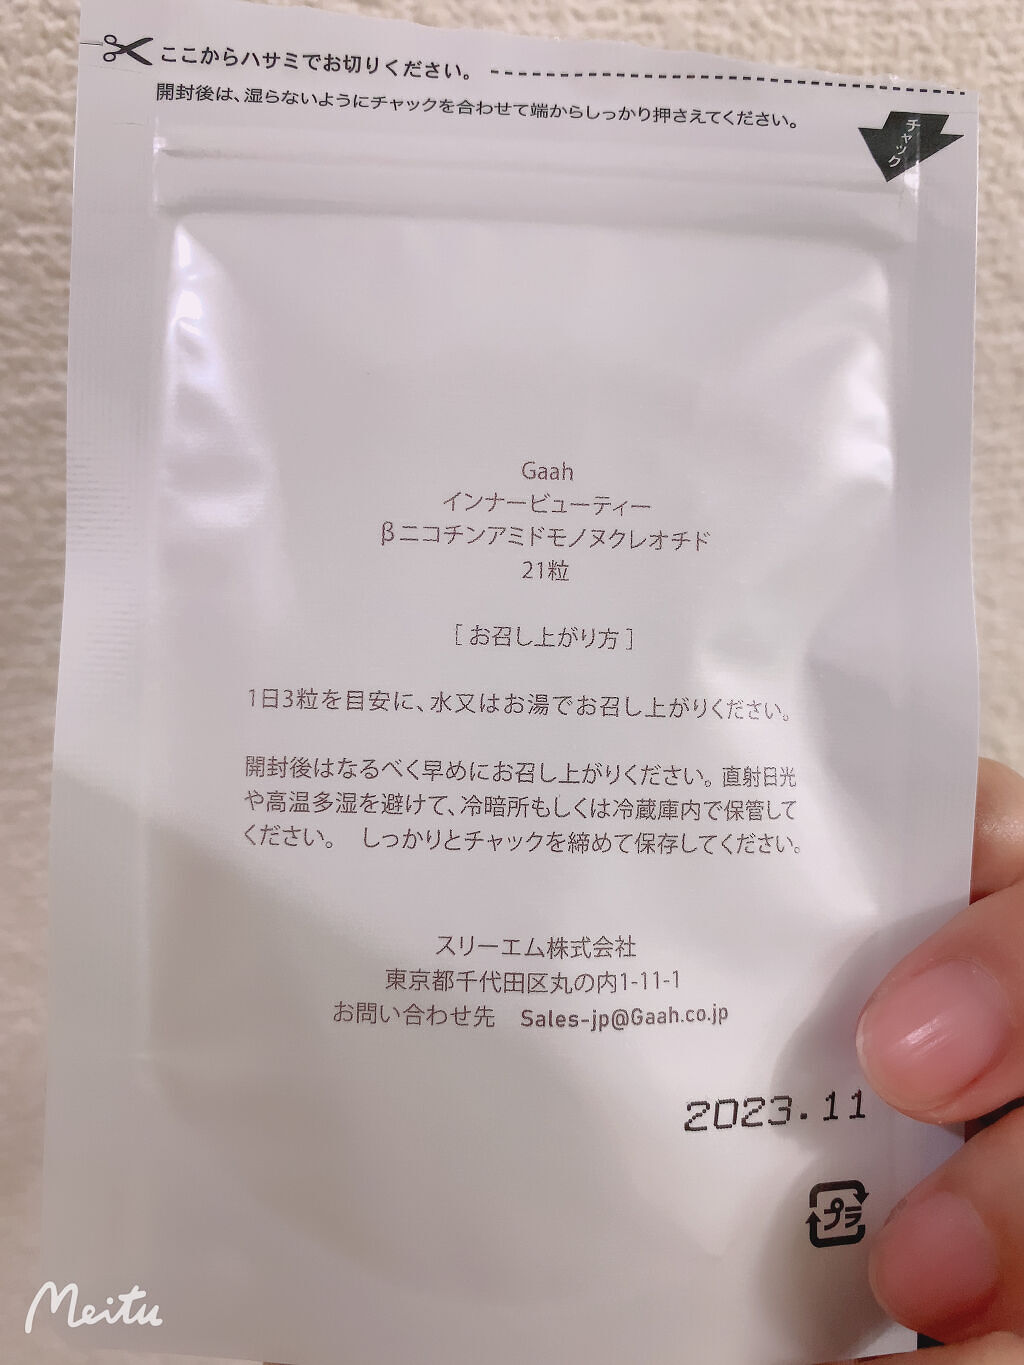 ここからハサミでお切りください。
開封後は、湿らないようにチャックを合わせて端からしっかり押さえてください。
チャック
Gaah
インナービューティー
βニコチンアミドモノヌクレオチド
21粒
[ お召し上がり方 ]
1日3粒を目安に、水又はお湯でお召し上がりください。
開封後はなるべく早めにお召し上がりください。直射日光
や高温多湿を避けて、冷暗所もしくは冷蔵庫内で保管して
ください。 しっかりとチャックを締めて保存してください。
スリーエム株式会社
東京都千代田区丸の内1-11-1
お問い合わせ先 Sales-jp@Gaah.co.jp
2023.11
プラ
Meitu